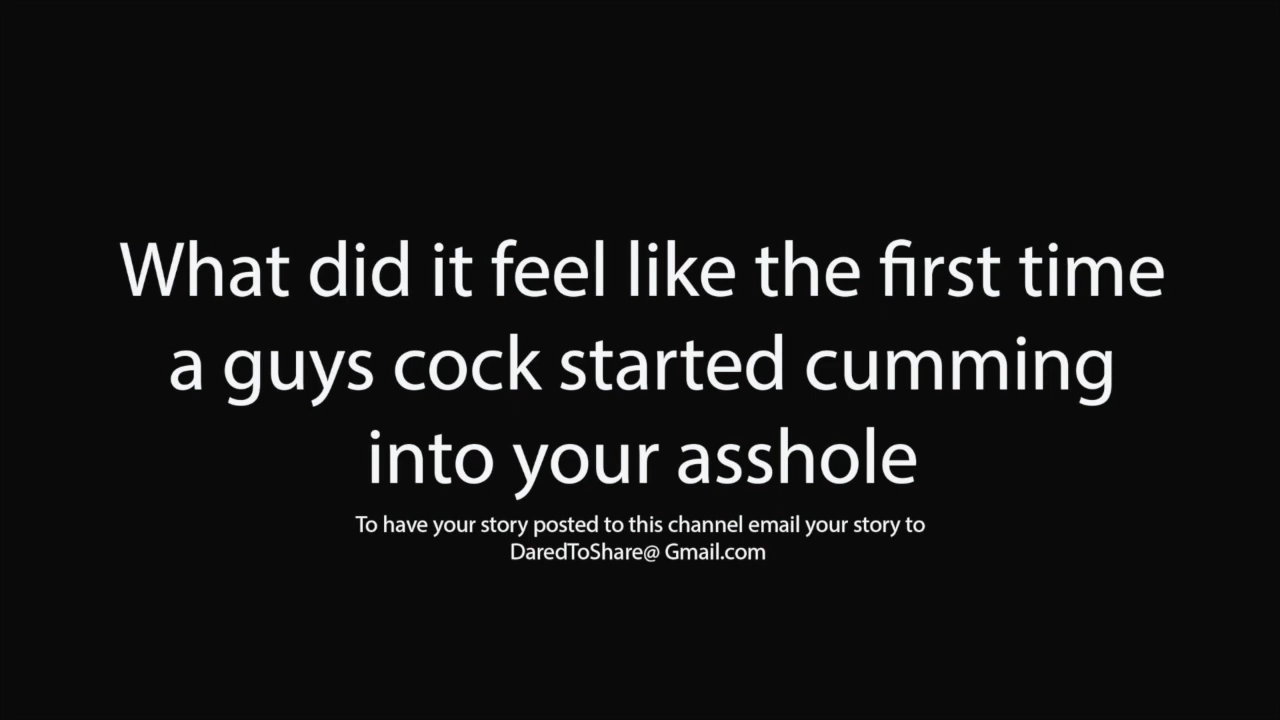 What did it feel like the first time
a guys cock started cumming
into your asshole
To have your story posted to this channel email your story to
DaredToShare@ Gmail.com